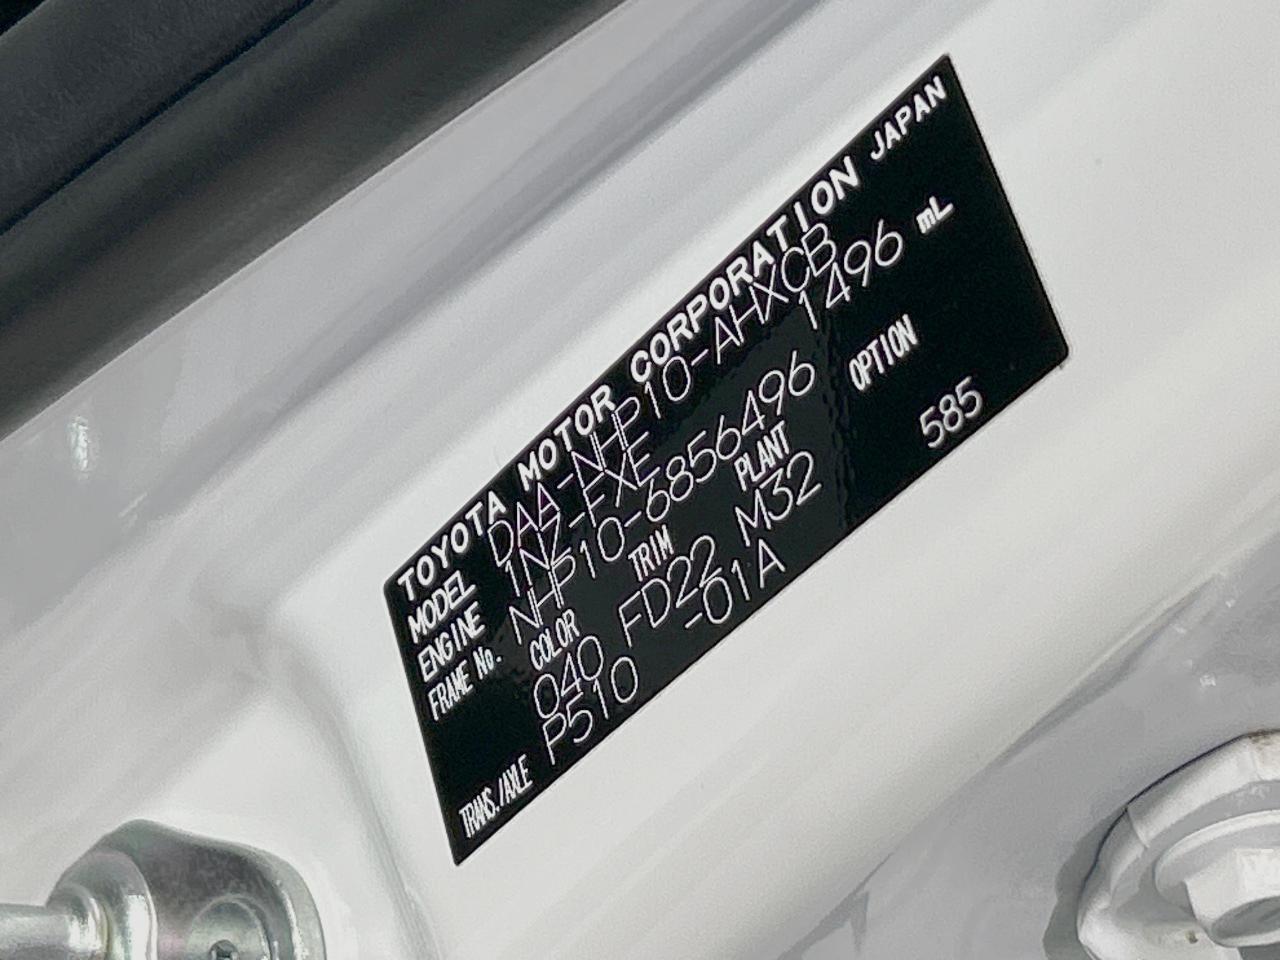 TOYOTA MOTOR CORPORATION JAPAN
MODEL DAA-NHP10-AHXCB
ENGINE 1NZ-FXE 1496 mL
FRAME No. NHP10-6856496
COLOR TRIM PLANT OPTION
040 FD22 M32 585
TRANS./AXLE P510 -01A